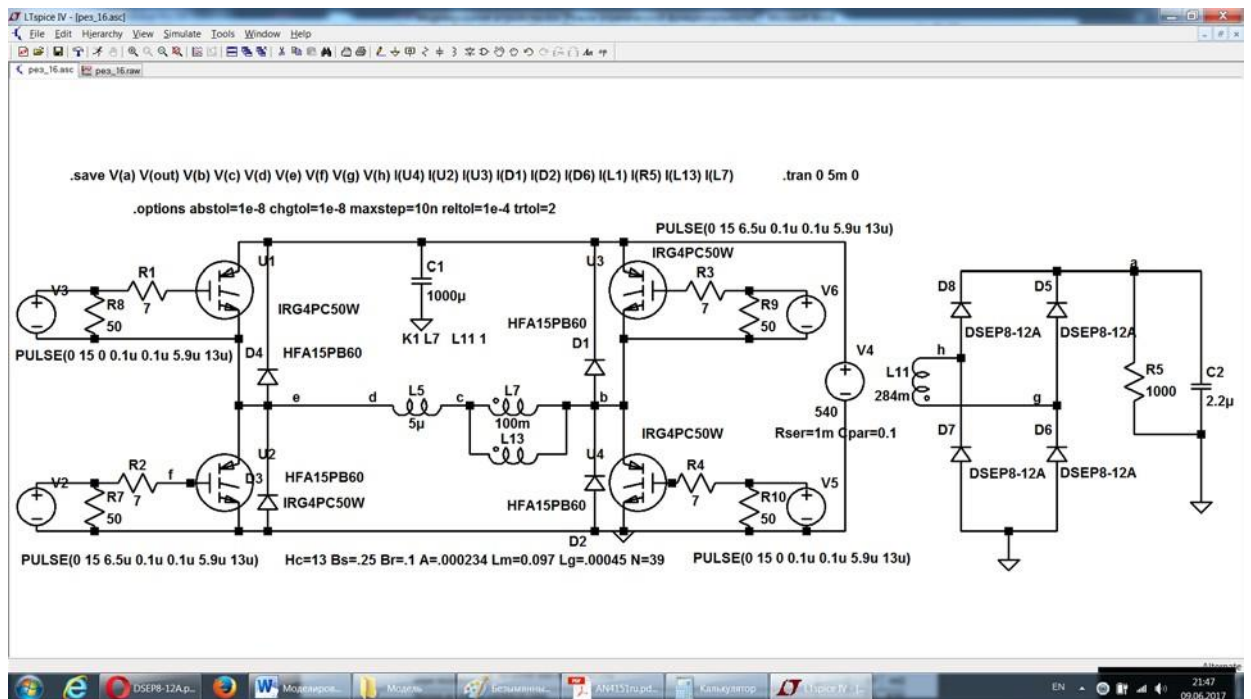 LTspice IV - [pes_16.asc]
File Edit Hierarchy View Simulate Tools Window Help
рез_16.asc
рез_16.raw
.save V(a) V(out) V(b) V(c) V(d) V(e) V(f) V(g) V(h) I(U4) I(U2) I(U3) I(D1) I(D2) I(D6) I(L1) I(R5) I(L13) I(L7)
.tran 0 5m 0
.options abstol=1e-8 chgtol=1e-8 maxstep=10n reltol=1e-4 trtol=2
PULSE(0 15 6.5u 0.1u 0.1u 5.9u 13u)
U1
U3
IRG4PC50W
a
V3
R1
7
R8
50
C1
1000µ
R3
7
R9
50
V6
D8
D5
IRG4PC50W
K1 L7 L11 1
HFA15PB60
DSEP8-12A
DSEP8-12A
PULSE(0 15 0 0.1u 0.1u 5.9u 13u)
D4
HFA15PB60
D1
V4
540
Rser=1m Cpar=0.1
h
L11
284m
g
R5
1000
C2
2.2µ
e
d
L5
5µ
c
L7
100m
L13
b
IRG4PC50W
D7
D6
DSEP8-12A
DSEP8-12A
V2
R2
7
f
R7
50
U2
D3
HFA15PB60
IRG4PC50W
U4
HFA15PB60
D2
R4
7
R10
50
V5
PULSE(0 15 6.5u 0.1u 0.1u 5.9u 13u)
Hc=13 Bs=.25 Br=.1 A=.000234 Lm=0.097 Lg=.00045 N=39
PULSE(0 15 0 0.1u 0.1u 5.9u 13u)
Alternate
DSEP8-12A.p...
Моделиров...
Модель
Безымянны...
AN4151ru.pd...
Калькулятор
LTspice IV - [...
EN
21:47
09.06.2017